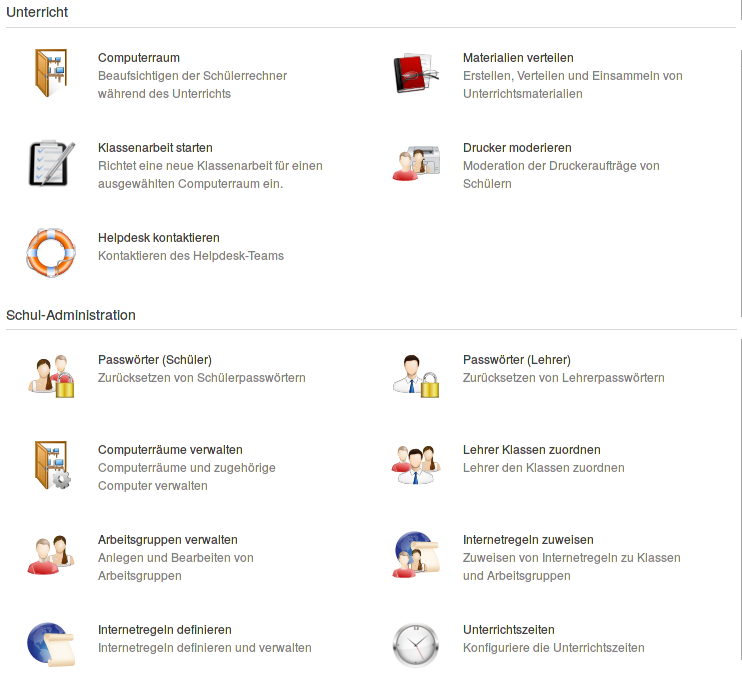 Unterricht
Computerraum
Beaufsichtigen der Schülerrechner
während des Unterrichts
Materialien verteilen
Erstellen, Verteilen und Einsammeln von
Unterrichtsmaterialien
Klassenarbeit starten
Richtet eine neue Klassenarbeit für einen
ausgewählten Computerraum ein.
Drucker moderieren
Moderation der Druckeraufträge von
Schülern
Helpdesk kontaktieren
Kontaktieren des Helpdesk-Teams
Schul-Administration
Passwörter (Schüler)
Zurücksetzen von Schülerpasswörtern
Passwörter (Lehrer)
Zurücksetzen von Lehrerpasswörtern
Computerräume verwalten
Computerräume und zugehörige
Computer verwalten
Lehrer Klassen zuordnen
Lehrer den Klassen zuordnen
Arbeitsgruppen verwalten
Anlegen und Bearbeiten von
Arbeitsgruppen
Internetregeln zuweisen
Zuweisen von Internetregeln zu Klassen
und Arbeitsgruppen
Internetregeln definieren
Internetregeln definieren und verwalten
Unterrichtszeiten
Konfiguriere die Unterrichtszeiten